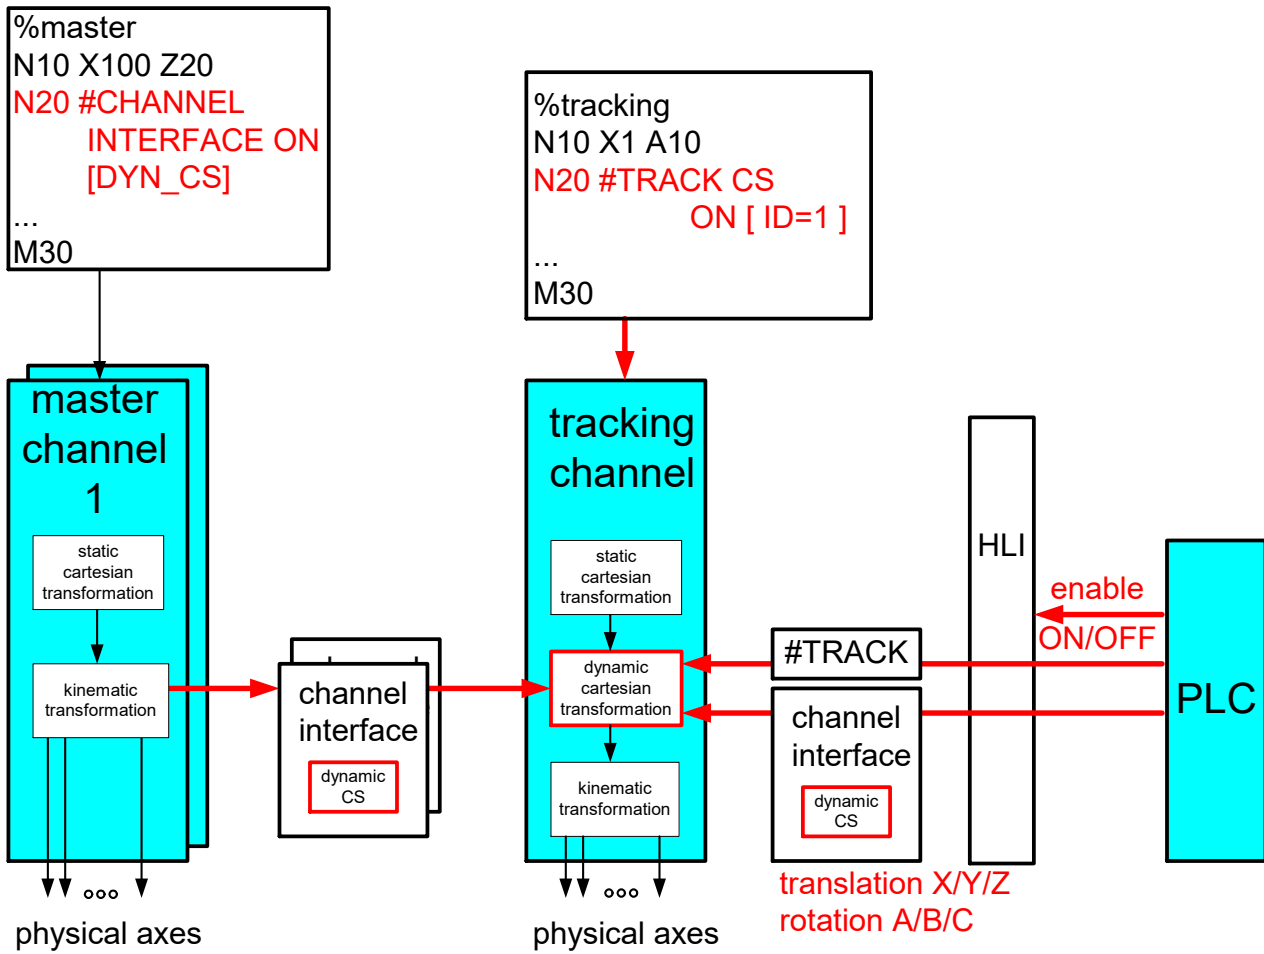 %master
N10 X100 Z20
N20 #CHANNEL
INTERFACE ON
[DYN_CS]
...
M30
%tracking
N10 X1 A10
N20 #TRACK CS
ON [ ID=1 ]
...
M30
master
channel
1
static
cartesian
transformation
kinematic
transformation
physical axes
channel
interface
dynamic
CS
tracking
channel
static
cartesian
transformation
dynamic
cartesian
transformation
kinematic
transformation
physical axes
#TRACK
channel
interface
dynamic
CS
translation X/Y/Z
rotation A/B/C
HLI
enable
ON/OFF
PLC